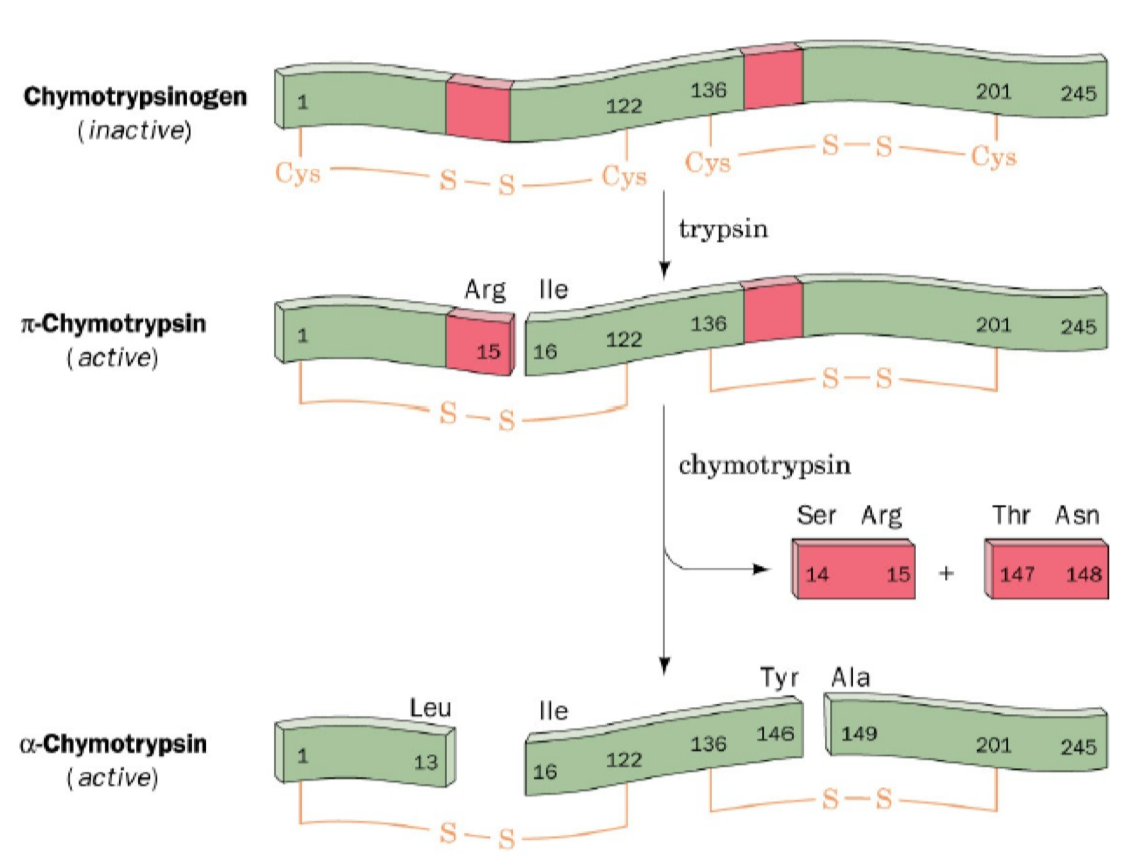 Chymotrypsinogen
(inactive)
1 122 136 201 245
Cys S—S Cys Cys S—S Cys
trypsin
Arg Ile
π-Chymotrypsin
(active)
1 15 16 122 136 201 245
S—S S—S
chymotrypsin
Ser Arg Thr Asn
14 15 + 147 148
Leu Ile Tyr Ala
α-Chymotrypsin
(active)
1 13 16 122 136 146 149 201 245
S—S S—S